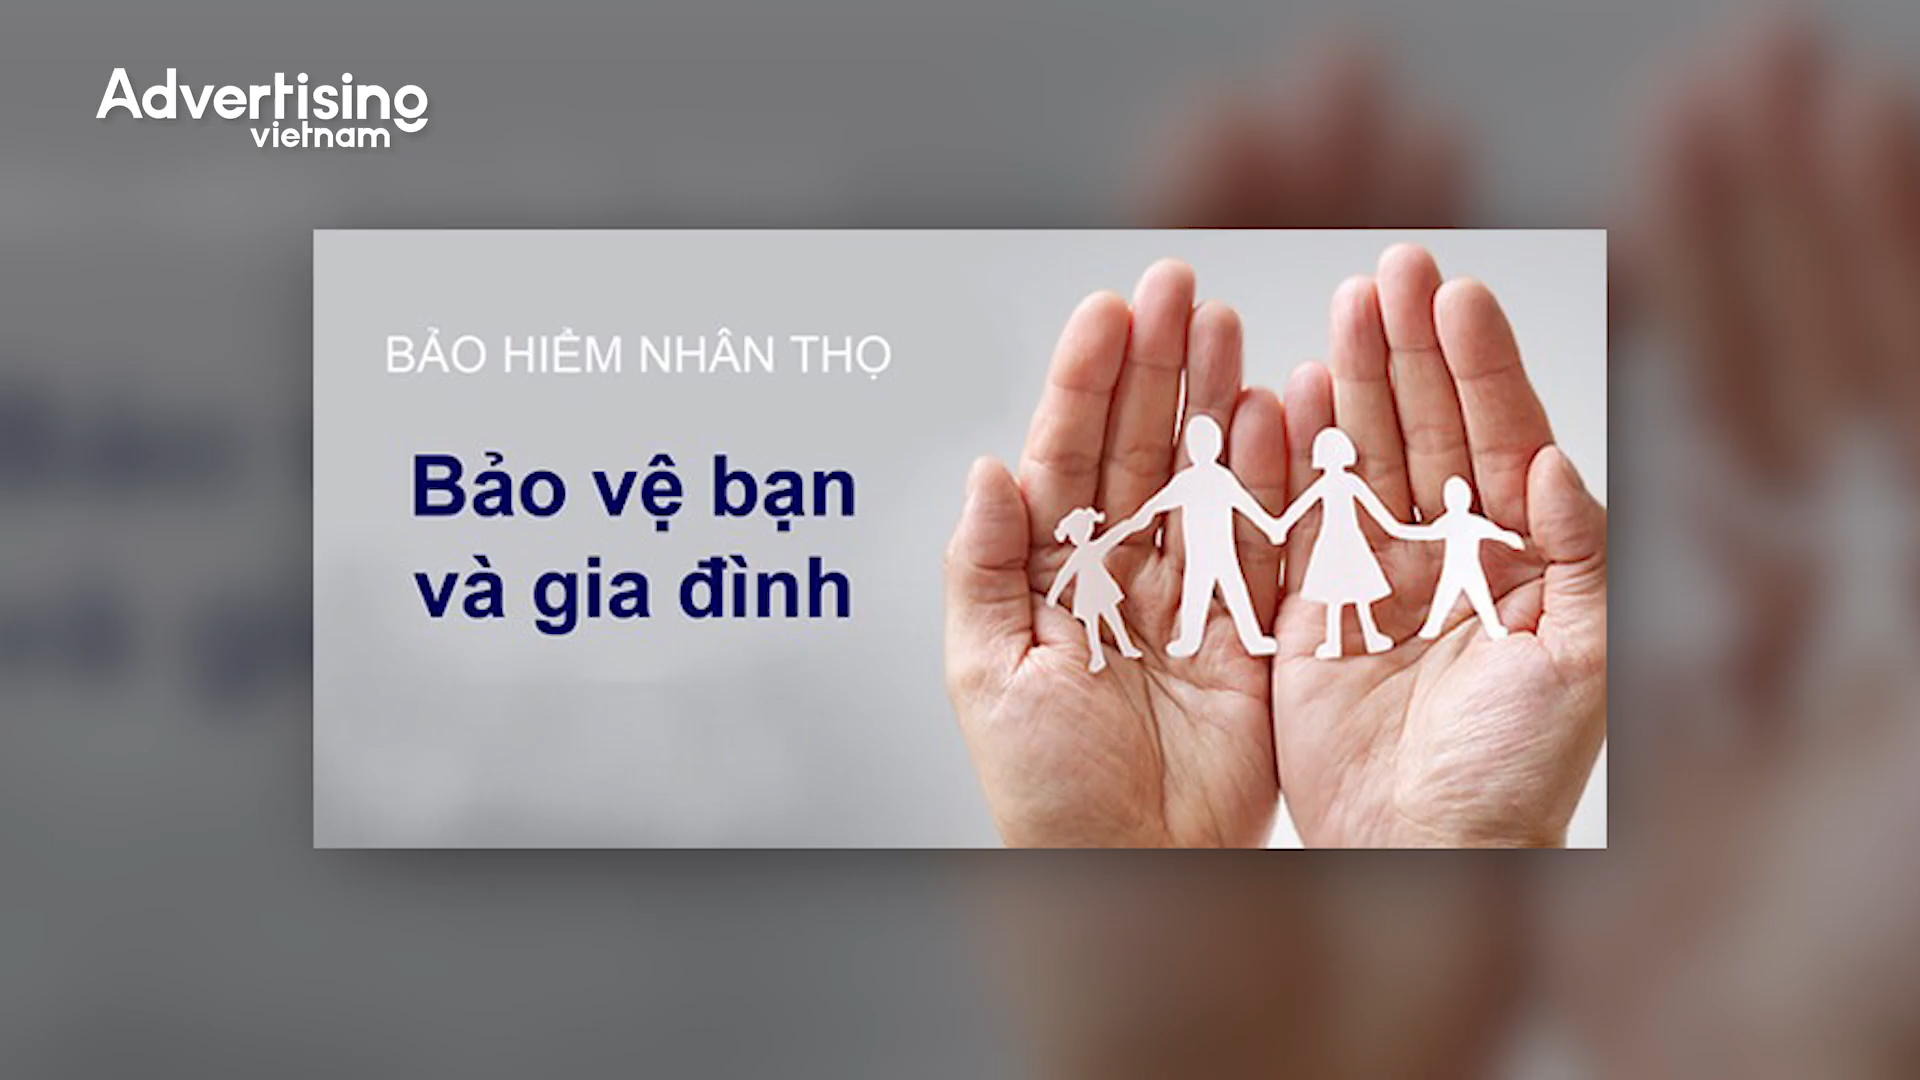 Advertising
vietnam
BẢO HIỂM NHÂN THỌ
Bảo vệ bạn
và gia đình